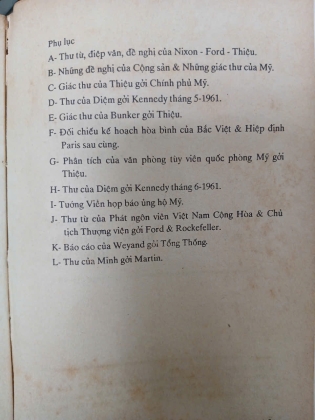 Phụ lục
A- Thư từ, điệp văn, đề nghị của Nixon - Ford - Thiệu.
B- Những đề nghị của Cộng sản & Những giác thư của Mỹ.
C- Giác thư của Thiệu gởi Chính phủ Mỹ.
D- Thư của Diệm gởi Kennedy tháng 5-1961.
E- Giác thư của Bunker gởi Thiệu.
F- Đối chiếu kế hoạch hòa bình của Bắc Việt & Hiệp định
Paris sau cùng.
G- Phân tích của văn phòng tùy viên quốc phòng Mỹ gởi
Thiệu.
H- Thư của Diệm gởi Kennedy tháng 6-1961.
I- Tướng Viên họp báo ủng hộ Mỹ.
J- Thư từ của Phát ngôn viên Việt Nam Cộng Hòa & Chủ
tịch Thượng viện gởi Ford & Rockefeller.
K- Báo cáo của Weyand gởi Tổng Thống.
L- Thư của Minh gởi Martin.